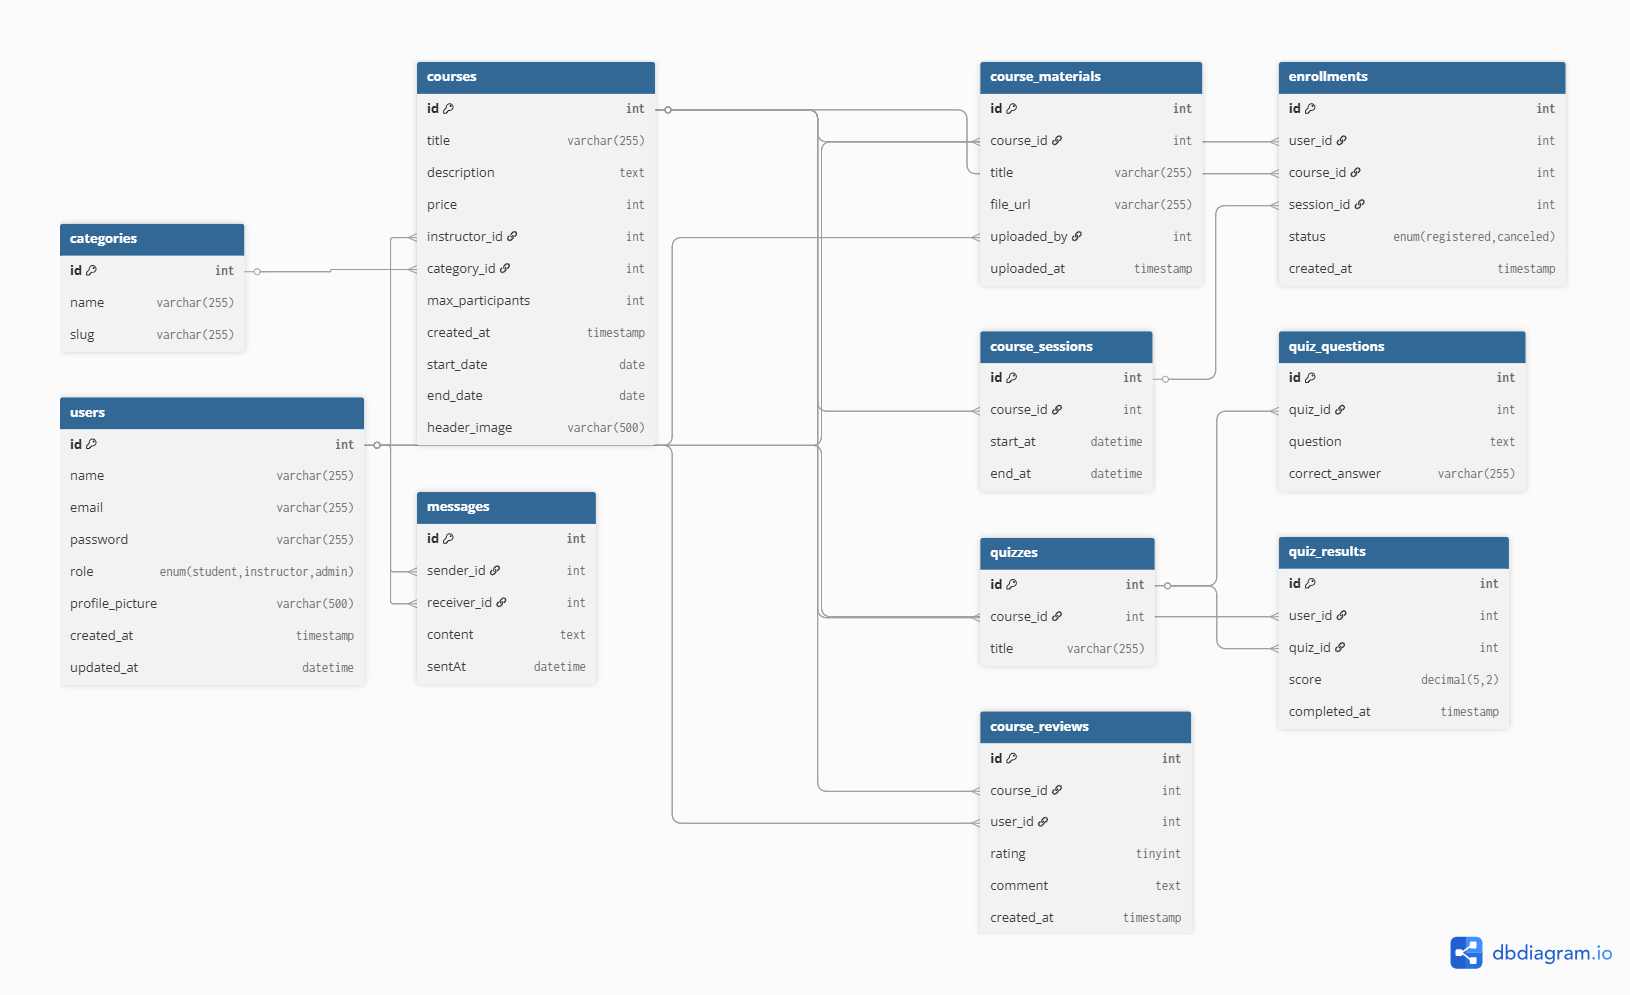 categories
id int
name varchar(255)
slug varchar(255)
users
id int
name varchar(255)
email varchar(255)
password varchar(255)
role enum(student,instructor,admin)
profile_picture varchar(500)
created_at timestamp
updated_at datetime
courses
id int
title varchar(255)
description text
price int
instructor_id int
category_id int
max_participants int
created_at timestamp
start_date date
end_date date
header_image varchar(500)
messages
id int
sender_id int
receiver_id int
content text
sentAt datetime
course_materials
id int
course_id int
title varchar(255)
file_url varchar(255)
uploaded_by int
uploaded_at timestamp
course_sessions
id int
course_id int
start_at datetime
end_at datetime
quizzes
id int
course_id int
title varchar(255)
course_reviews
id int
course_id int
user_id int
rating tinyint
comment text
created_at timestamp
enrollments
id int
user_id int
course_id int
session_id int
status enum(registered,canceled)
created_at timestamp
quiz_questions
id int
quiz_id int
question text
correct_answer varchar(255)
quiz_results
id int
user_id int
quiz_id int
score decimal(5,2)
completed_at timestamp
dbdiagram.io